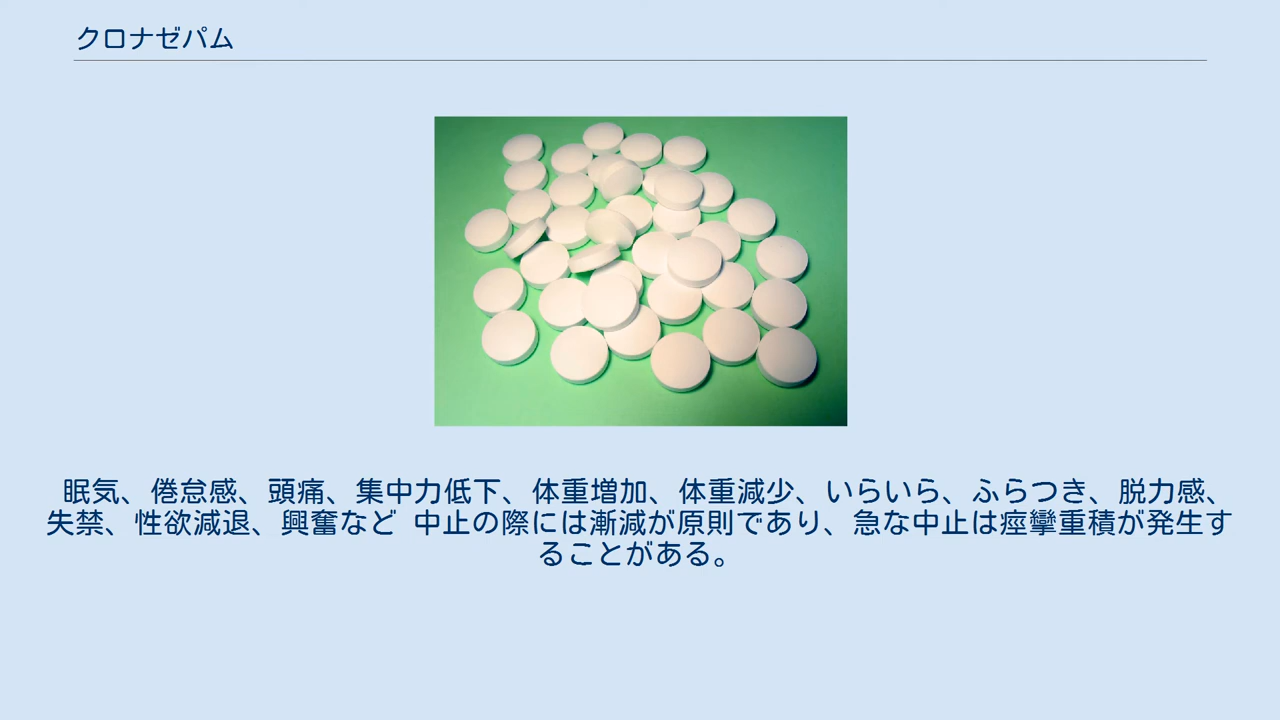 クロナゼパム
眠気、倦怠感、頭痛、集中力低下、体重増加、体重減少、いらいら、ふらつき、脱力感、
失禁、性欲減退、興奮など 中止の際には漸減が原則であり、急な中止は痙攣重積が発生す
ることがある。